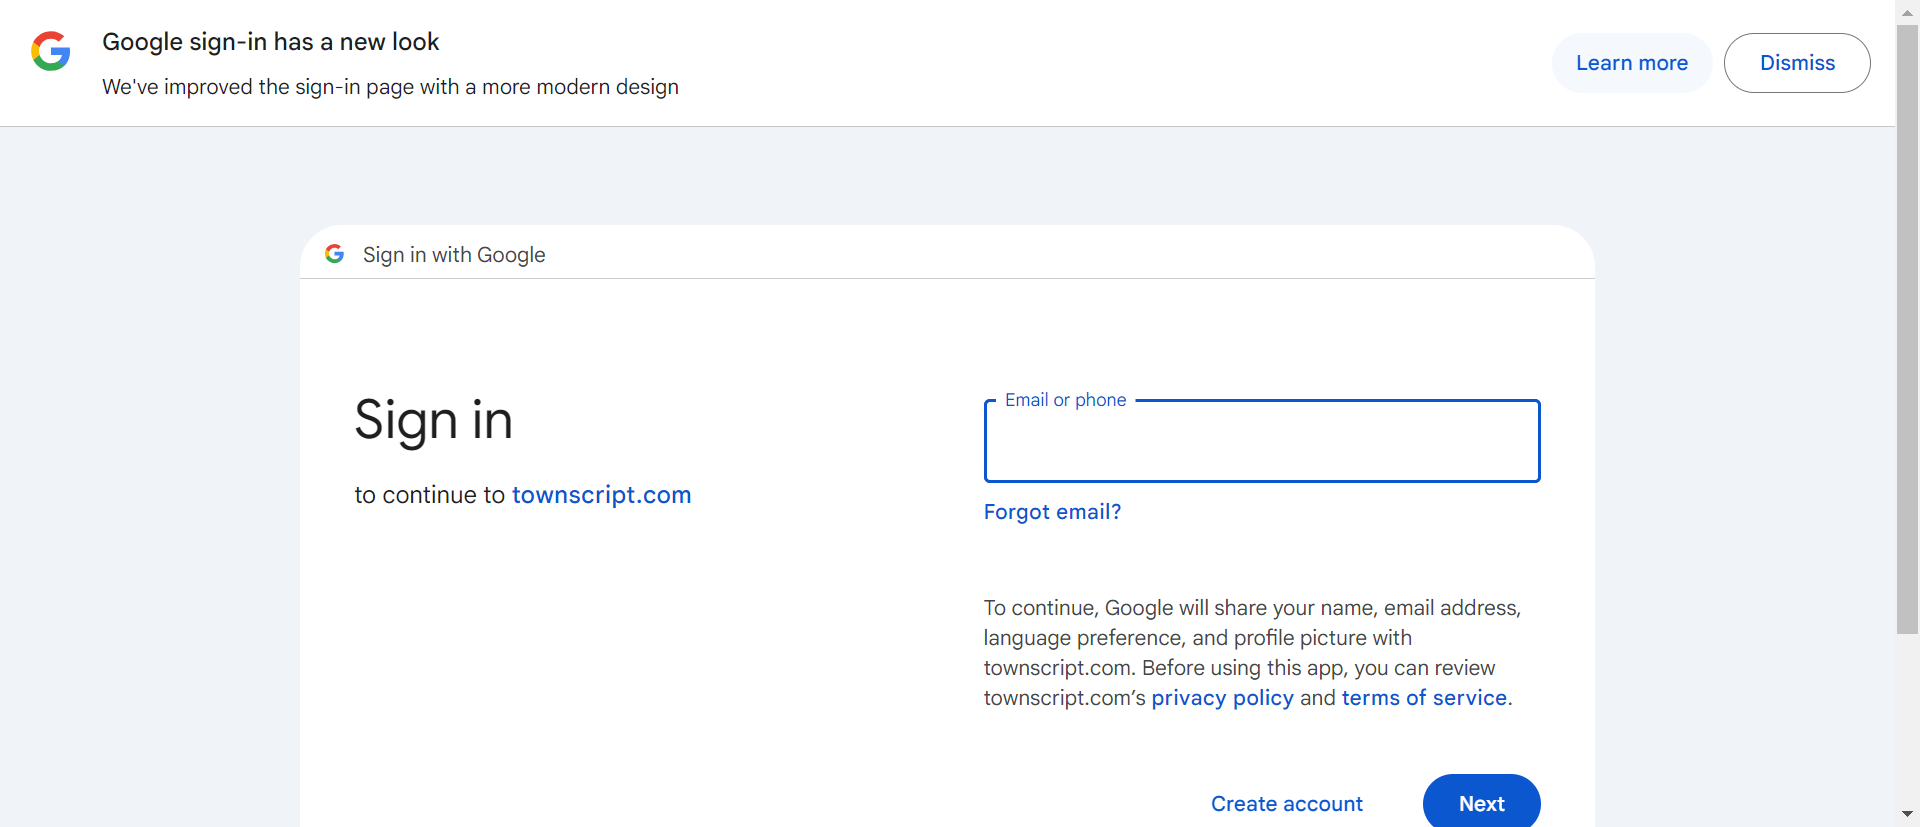 Google sign-in has a new look
We've improved the sign-in page with a more modern design
Learn more
Dismiss
Sign in with Google
Sign in
to continue to townscript.com
Email or phone
Forgot email?
To continue, Google will share your name, email address,
language preference, and profile picture with
townscript.com. Before using this app, you can review
townscript.com’s privacy policy and terms of service.
Create account
Next